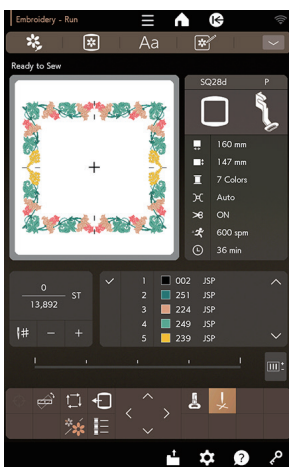 Embroidery - Run
Aa
Ready to Sew
SQ28d P
160 mm
147 mm
7 Colors
Auto
ON
600 spm
36 min
0
13,892
ST
1 002 JSP
2 251 JSP
3 224 JSP
4 249 JSP
5 239 JSP
# - +
?